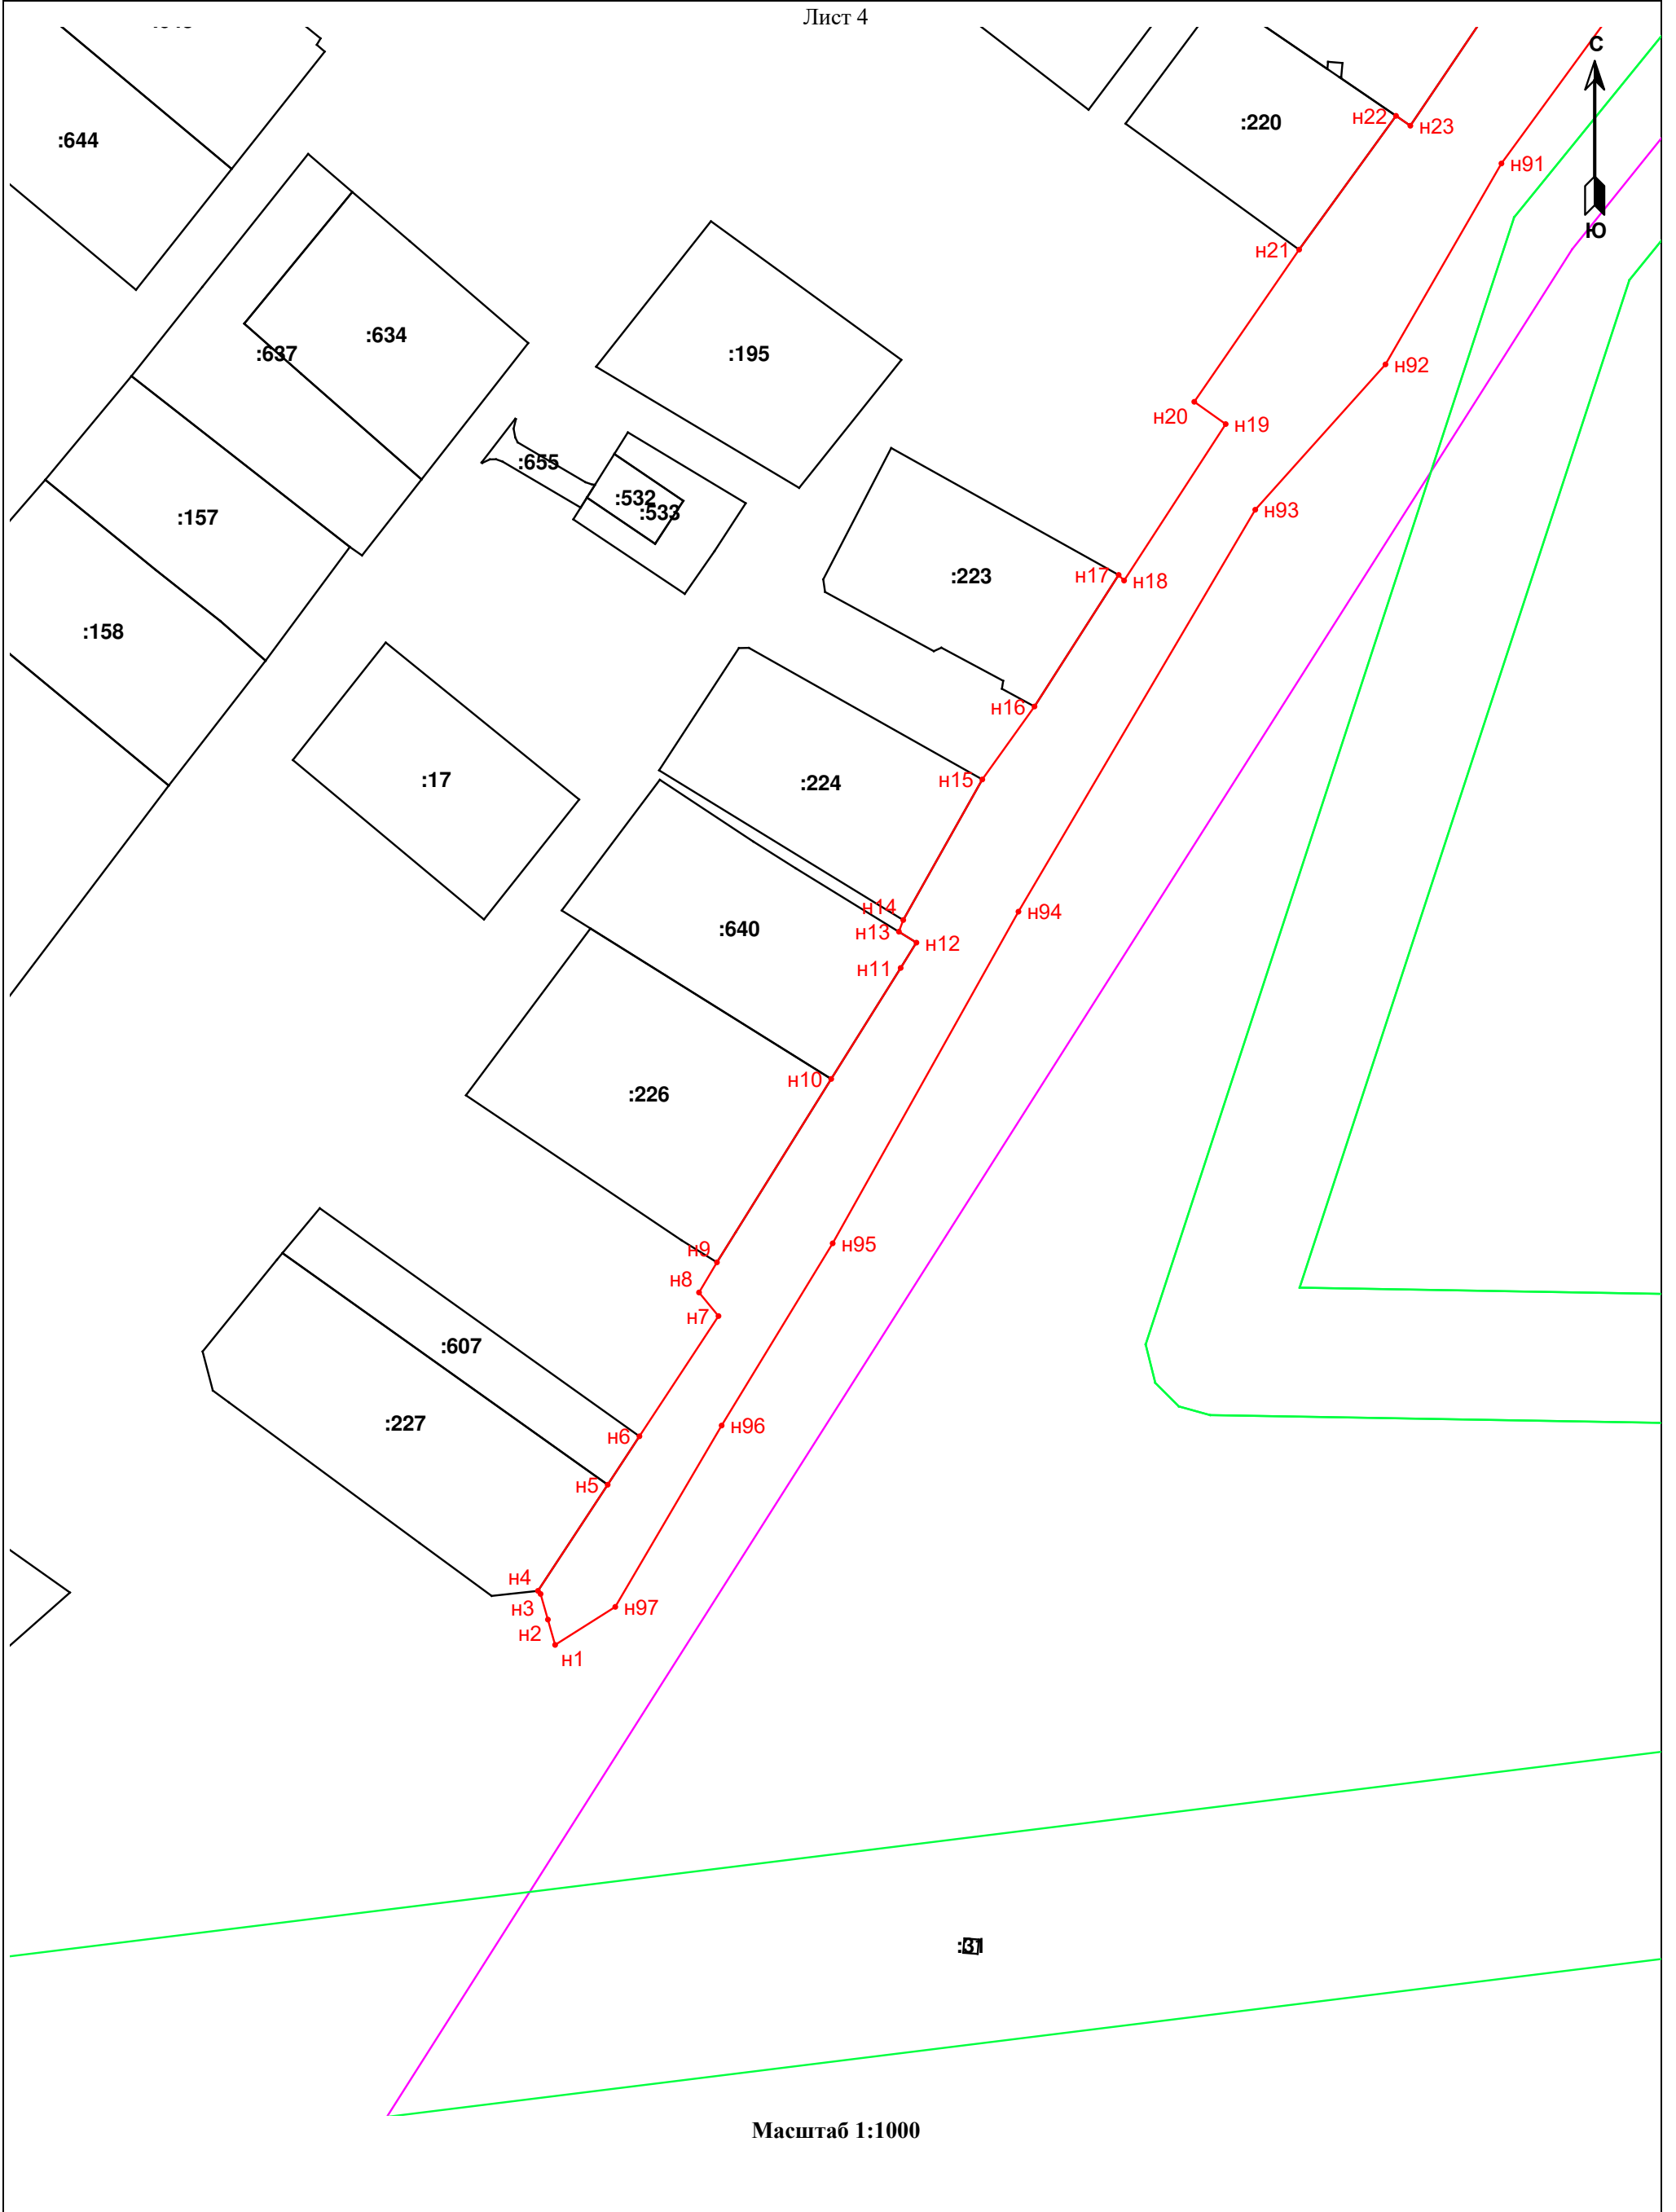 Лист 4
С
:644
:220
н22
н23
н91
Ю
н21
:634
:637
:195
н92
н20
н19
:655
:532
:533
н93
:157
:223
н17
н18
:158
н16
:17
:224
н15
н14
н94
:640
н13
н12
н11
н10
:226
н95
н9
н8
н7
:607
:227
н96
н6
н5
н4
н3
н97
н2
н1
:31
Масштаб 1:1000